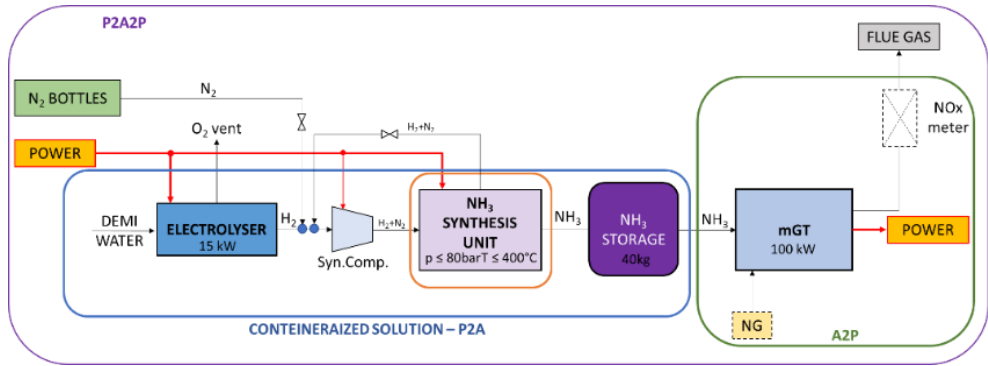 P2A2P
FLUE GAS
N₂ BOTTLES
N₂
NOx
meter
O₂ vent
H₂+N₂
POWER
DEMI
WATER
ELECTROLYSER
15 kW
H₂
Syn.Comp.
H₂+N₂
NH₃
SYNTHESIS
UNIT
p ≤ 80barT ≤ 400°C
NH₃
NH₃
STORAGE
40kg
NH₃
mGT
100 kW
POWER
NG
CONTEINERAIZED SOLUTION – P2A
A2P